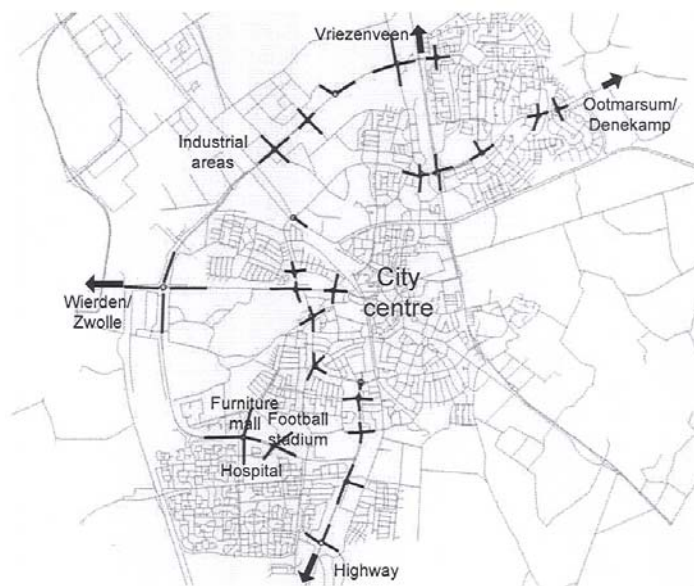 Vriezenveen
Ootmarsum/
Denekamp
Industrial
areas
City
centre
Wierden/
Zwolle
Furniture
mall
Football
stadium
Hospital
Highway